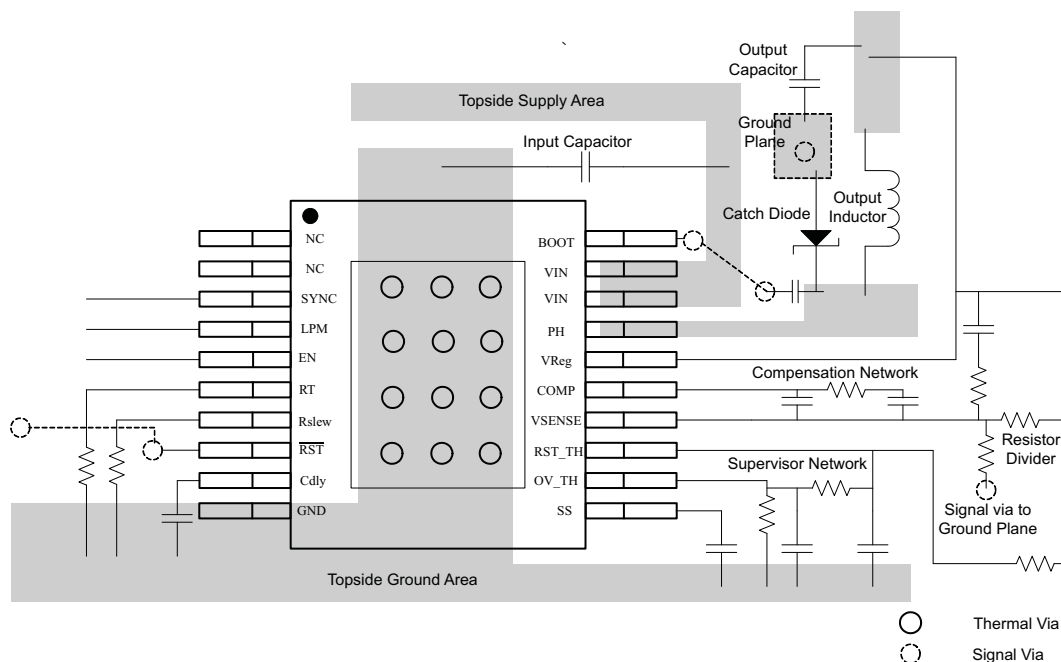 `
Output
Capacitor
Topside Supply Area
Ground
Plane
Input Capacitor
Output
Inductor
Catch Diode
NC
NC
SYNC
LPM
EN
RT
Rslew
RST
Cdly
GND
BOOT
VIN
VIN
PH
VReg
COMP
VSENSE
RST_TH
OV_TH
SS
Compensation Network
Resistor
Divider
Supervisor Network
Signal via to
Ground Plane
Topside Ground Area
Thermal Via
Signal Via